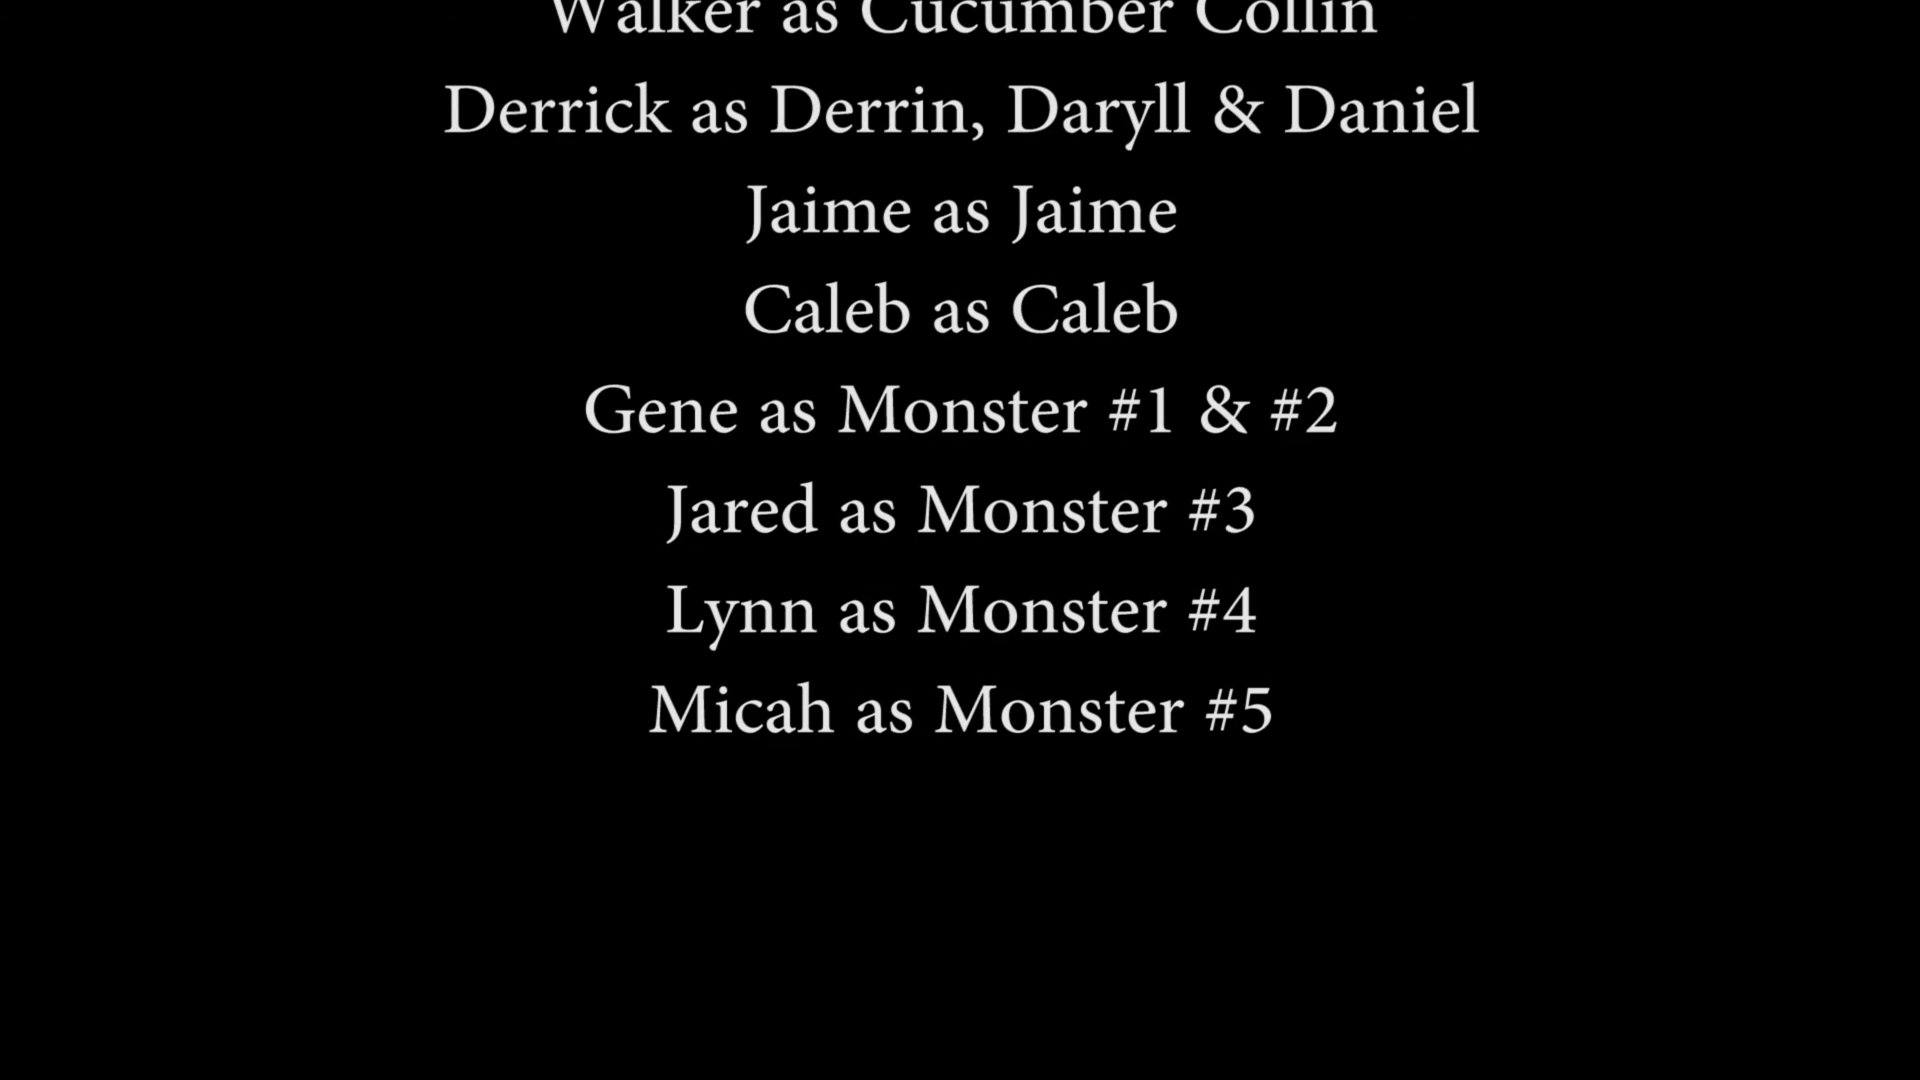 Walker as Cucumber Collin
Derrick as Derrin, Daryll & Daniel
Jaime as Jaime
Caleb as Caleb
Gene as Monster #1 & #2
Jared as Monster #3
Lynn as Monster #4
Micah as Monster #5